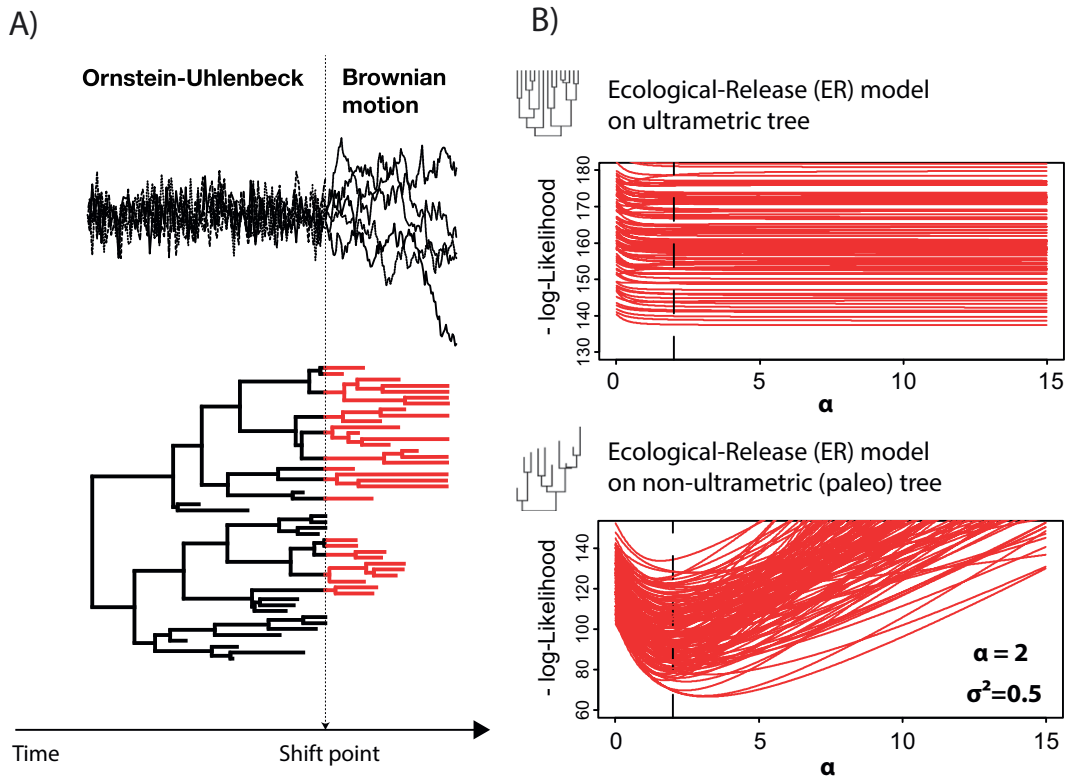 A)
Ornstein-Uhlenbeck
Brownian
motion
Time
Shift point
B)
Ecological-Release (ER) model
on ultrametric tree
- log-Likelihood
130 140 150 160 170 180
0 5 10 15
α
Ecological-Release (ER) model
on non-ultrametric (paleo) tree
- log-Likelihood
60 80 100 120 140
α = 2
σ²=0.5
0 5 10 15
α